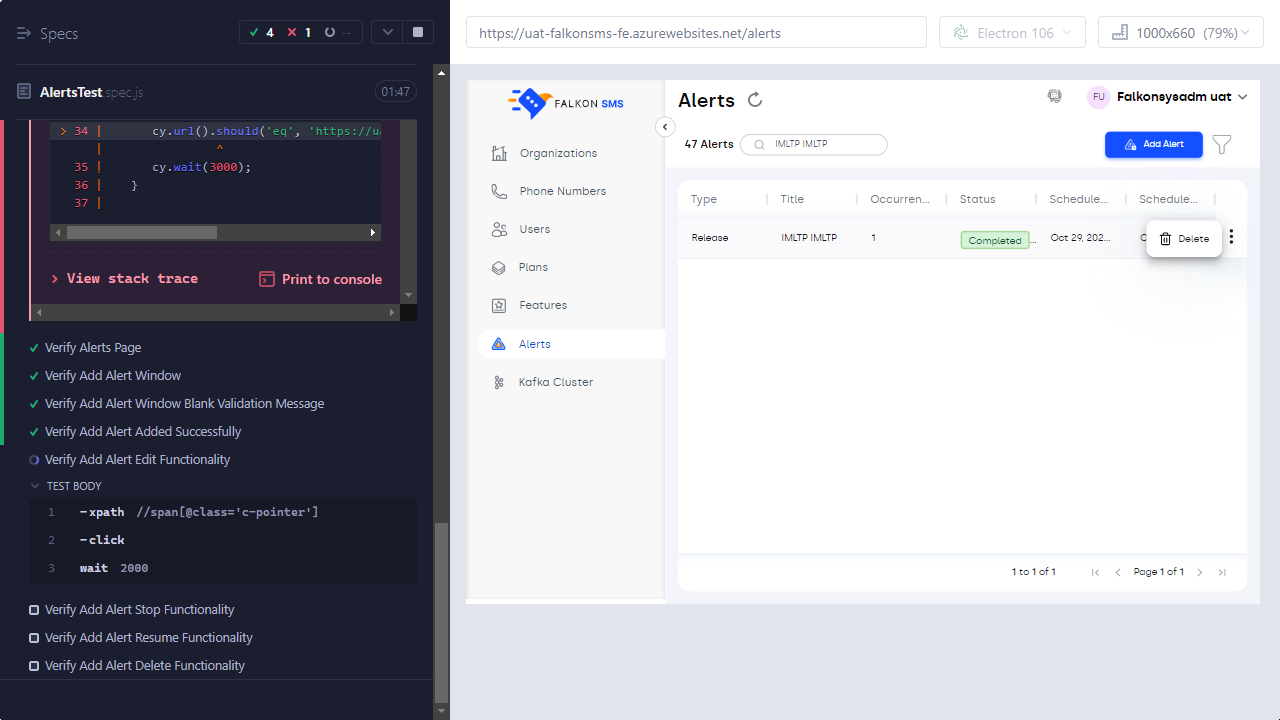 Specs
4
1
--
AlertsTest.spec.js
01:47
> 34 | cy.url().should('eq', 'https://ua
| ^
35 | cy.wait(3000);
36 | }
37 |
View stack trace
Print to console
Verify Alerts Page
Verify Add Alert Window
Verify Add Alert Window Blank Validation Message
Verify Add Alert Added Successfully
Verify Add Alert Edit Functionality
TEST BODY
1 -xpath //span[@class='c-pointer']
2 -click
3 wait 2000
Verify Add Alert Stop Functionality
Verify Add Alert Resume Functionality
Verify Add Alert Delete Functionality
https://uat-falkonsms-fe.azurewebsites.net/alerts
Electron 106
1000x660 (79%)
FALKON SMS
Organizations
Phone Numbers
Users
Plans
Features
Alerts
Kafka Cluster
Alerts
FU
Falkonsysadm uat
47 Alerts
IMLTP IMLTP
Add Alert
Type Title Occurren... Status Schedule... Schedule...
Release IMLTP IMLTP 1 Completed ... Oct 29, 202...
Delete
1 to 1 of 1
Page 1 of 1